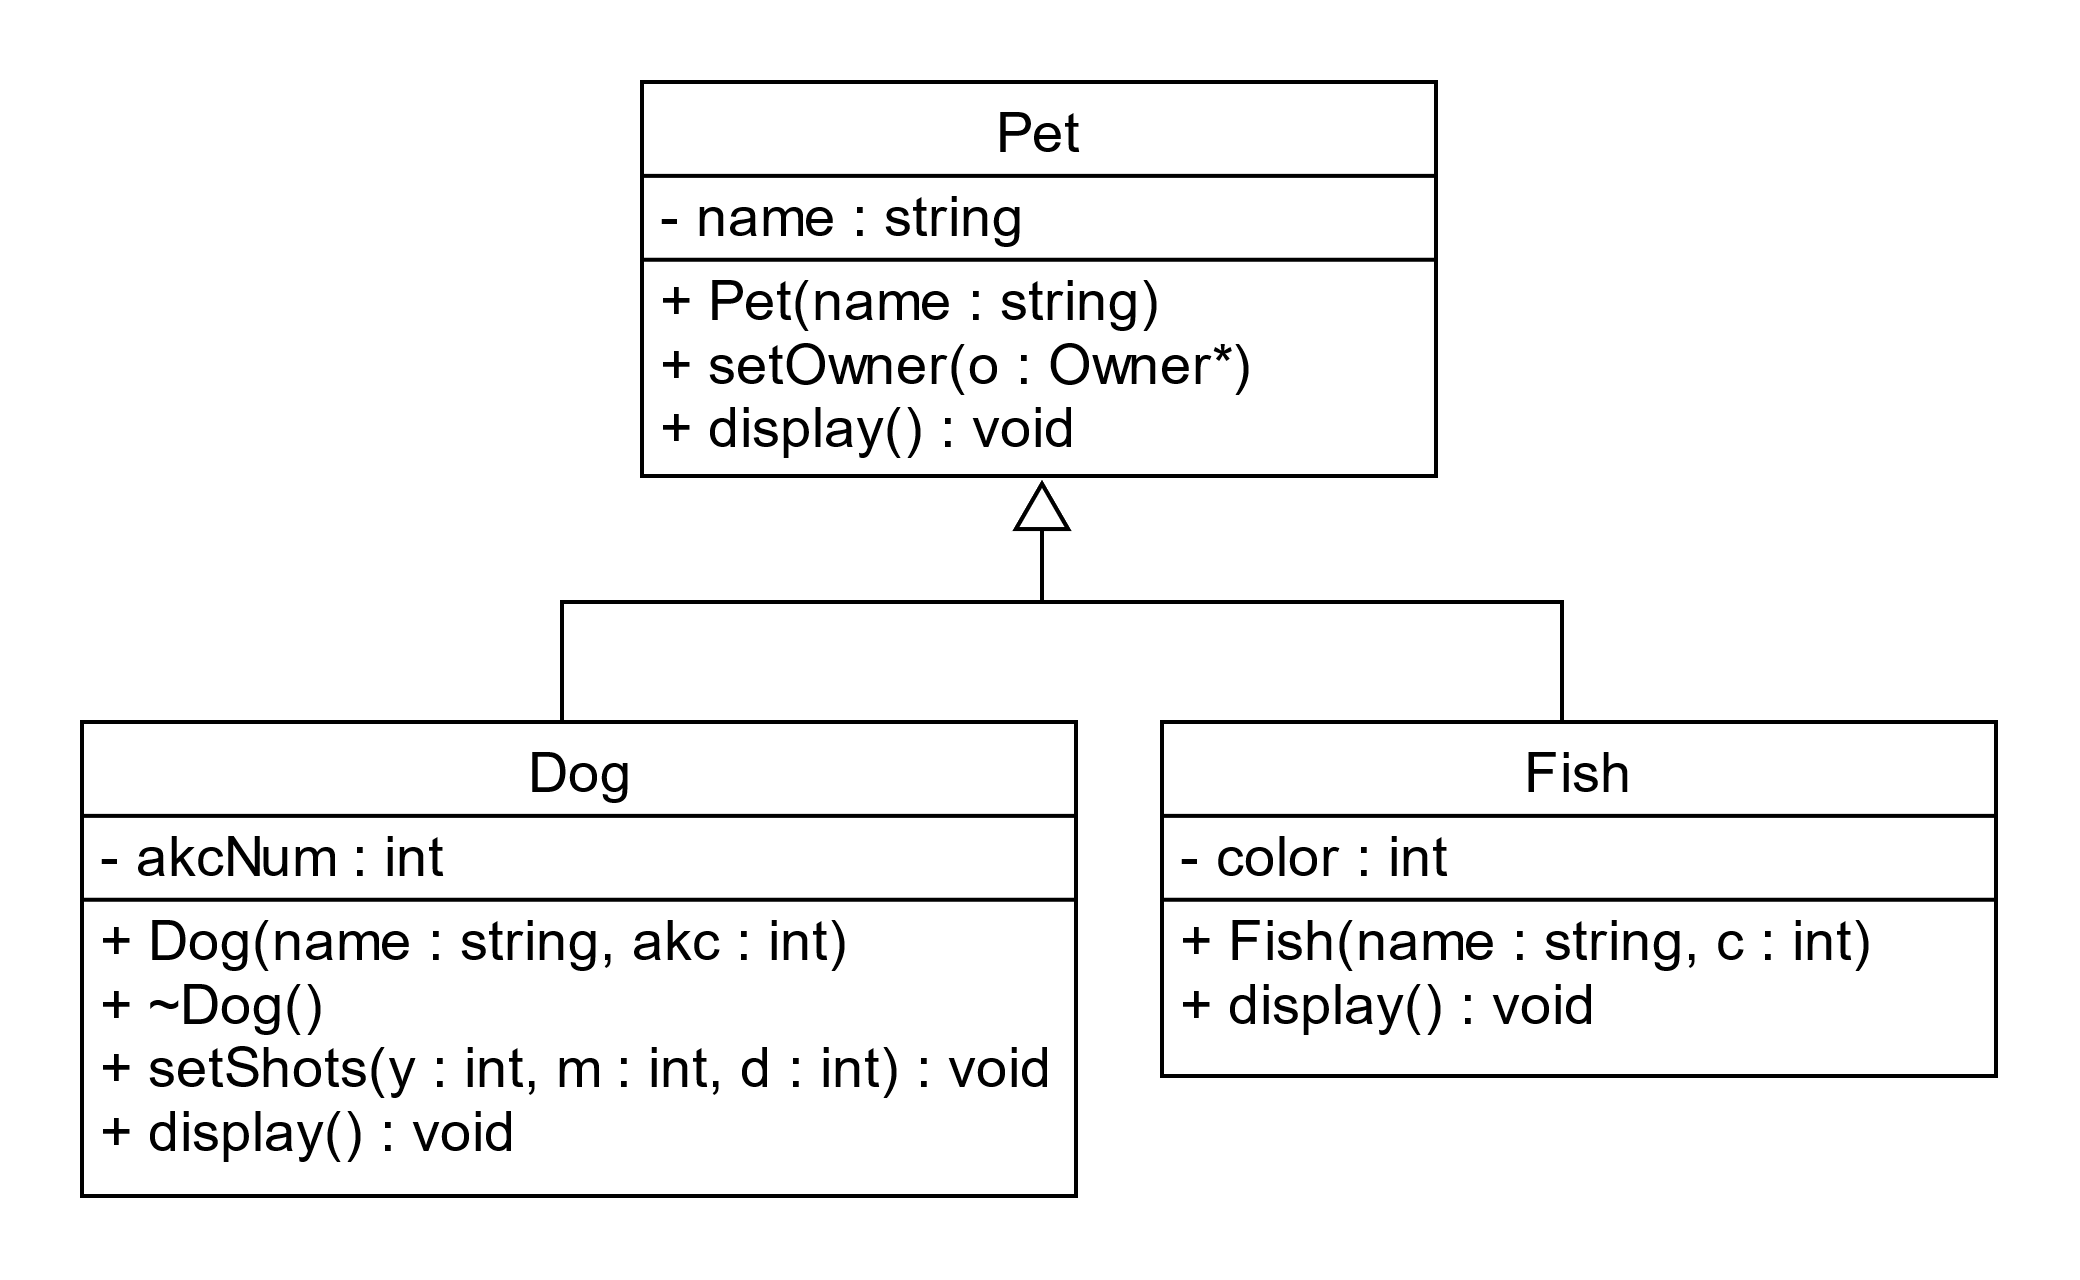 Pet
- name : string
+ Pet(name : string)
+ setOwner(o : Owner*)
+ display() : void
Dog
- akcNum : int
+ Dog(name : string, akc : int)
+ ~Dog()
+ setShots(y : int, m : int, d : int) : void
+ display() : void
Fish
- color : int
+ Fish(name : string, c : int)
+ display() : void